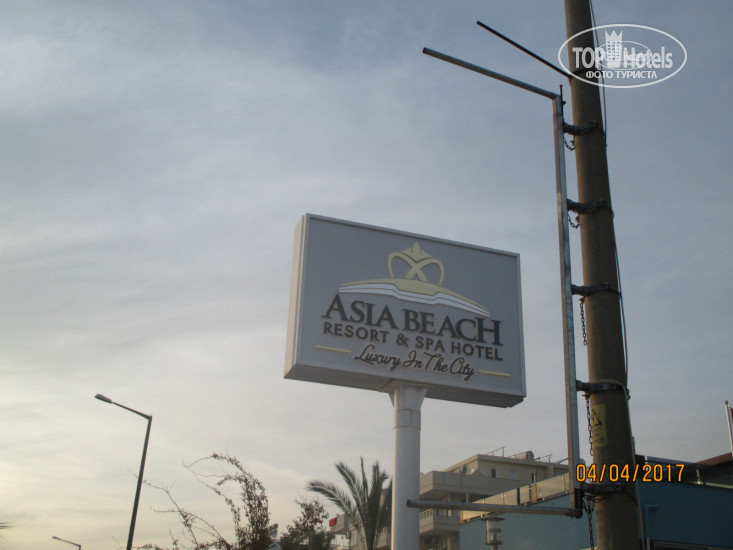 TOP Hotels
ФОТО ТУРИСТА
ASIA BEACH
RESORT & SPA HOTEL
Luxury In The City
04/04/2017